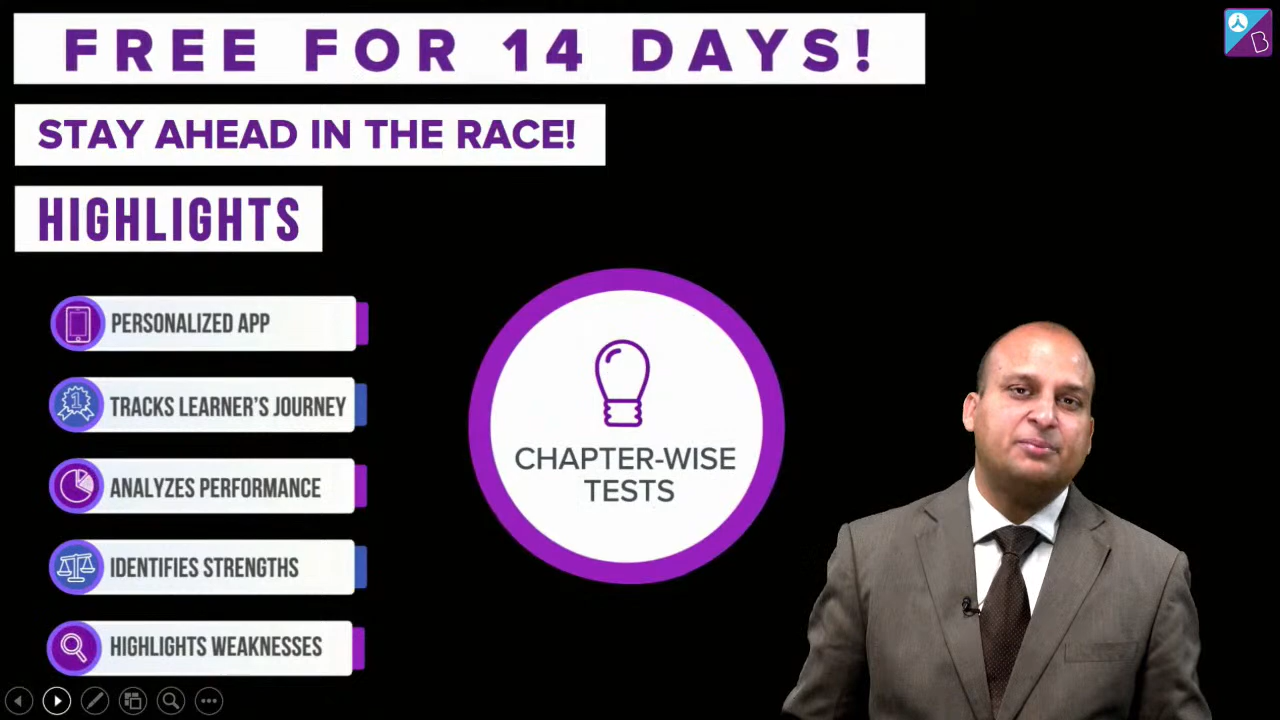 FREE FOR 14 DAYS!
STAY AHEAD IN THE RACE!
HIGHLIGHTS
PERSONALIZED APP
TRACKS LEARNER'S JOURNEY
ANALYZES PERFORMANCE
IDENTIFIES STRENGTHS
HIGHLIGHTS WEAKNESSES
CHAPTER-WISE
TESTS
B
1